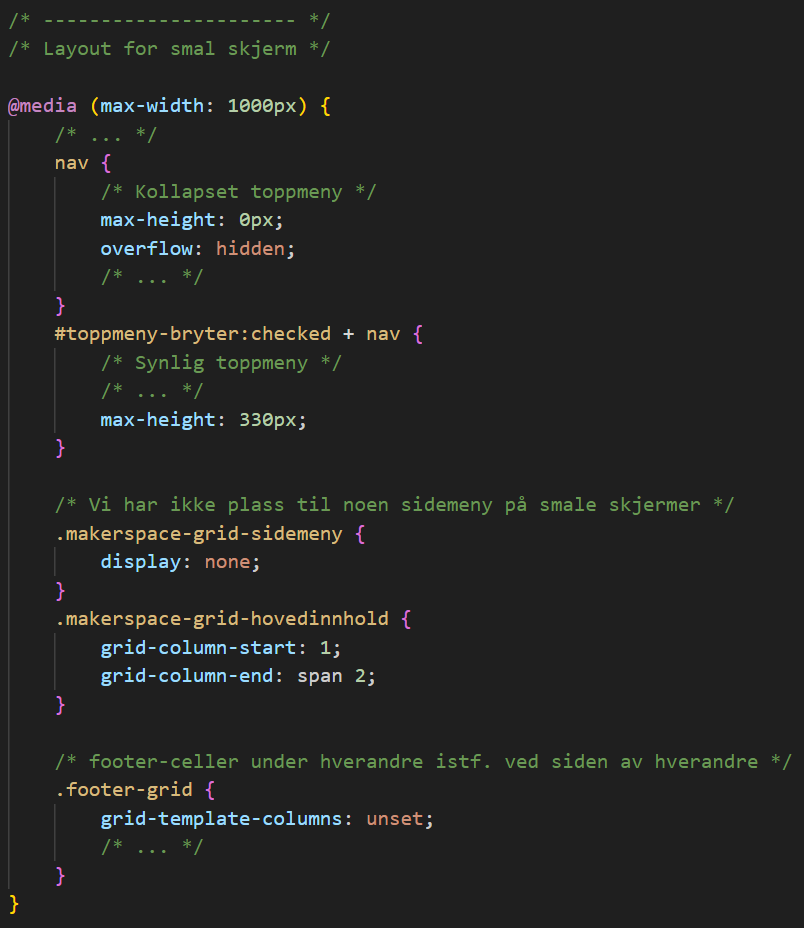 /* ---------------------- */
/* Layout for smal skjerm */
@media (max-width: 1000px) {
/* ... */
nav {
/* Kollapset toppmeny */
max-height: 0px;
overflow: hidden;
/* ... */
}
#toppmeny-bryter:checked + nav {
/* Synlig toppmeny */
/* ... */
max-height: 330px;
}
/* Vi har ikke plass til noen sidemeny på smale skjermer */
.makerspace-grid-sidemeny {
display: none;
}
.makerspace-grid-hovedinnhold {
grid-column-start: 1;
grid-column-end: span 2;
}
/* footer-celler under hverandre istf. ved siden av hverandre */
.footer-grid {
grid-template-columns: unset;
/* ... */
}
}